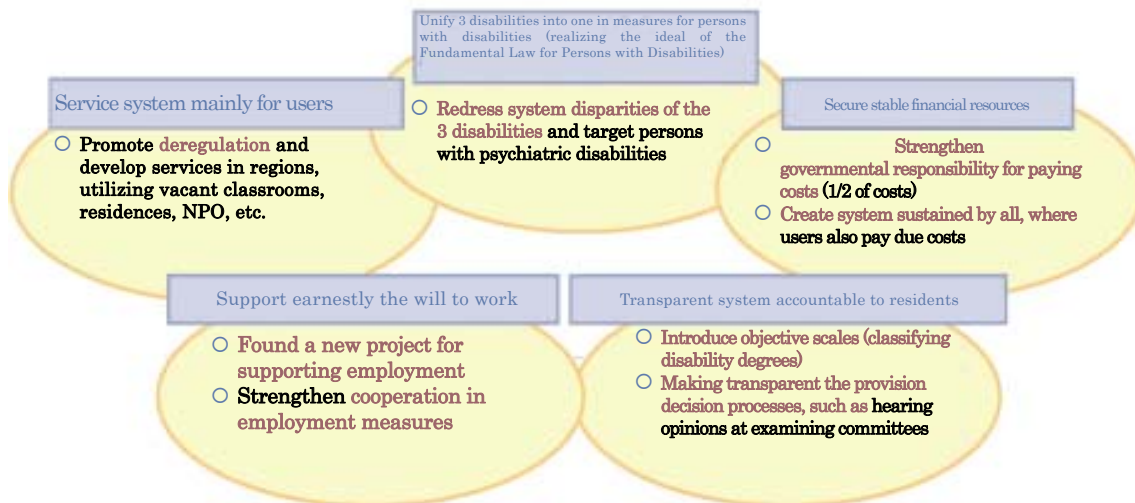 Unify 3 disabilities into one in measures for persons
with disabilities (realizing the ideal of the
Fundamental Law for Persons with Disabilities)
○ Redress system disparities of the
3 disabilities and target persons
with psychiatric disabilities
Service system mainly for users
○ Promote deregulation and
develop services in regions,
utilizing vacant classrooms,
residences, NPO, etc.
Secure stable financial resources
○ Strengthen
governmental responsibility for paying
costs (1/2 of costs)
○ Create system sustained by all, where
users also pay due costs
Support earnestly the will to work
○ Found a new project for
supporting employment
○ Strengthen cooperation in
employment measures
Transparent system accountable to residents
○ Introduce objective scales (classifying
disability degrees)
○ Making transparent the provision
decision processes, such as hearing
opinions at examining committees